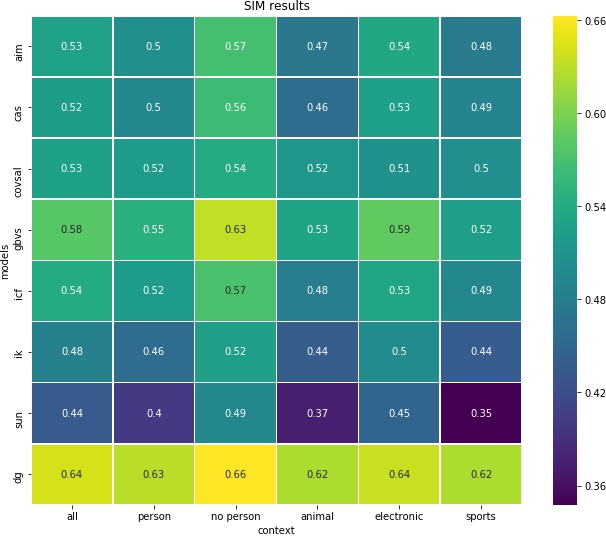 SIM results
aim 0.53 0.5 0.57 0.47 0.54 0.48
cas 0.52 0.5 0.56 0.46 0.53 0.49
covsal 0.53 0.52 0.54 0.52 0.51 0.5
gbvs 0.58 0.55 0.63 0.53 0.59 0.52
icf 0.54 0.52 0.57 0.48 0.53 0.49
ik 0.48 0.46 0.52 0.44 0.5 0.44
sun 0.44 0.4 0.49 0.37 0.45 0.35
dg 0.64 0.63 0.66 0.62 0.64 0.62
models
all person no person animal electronic sports
context
0.66
0.60
0.54
0.48
0.42
0.36